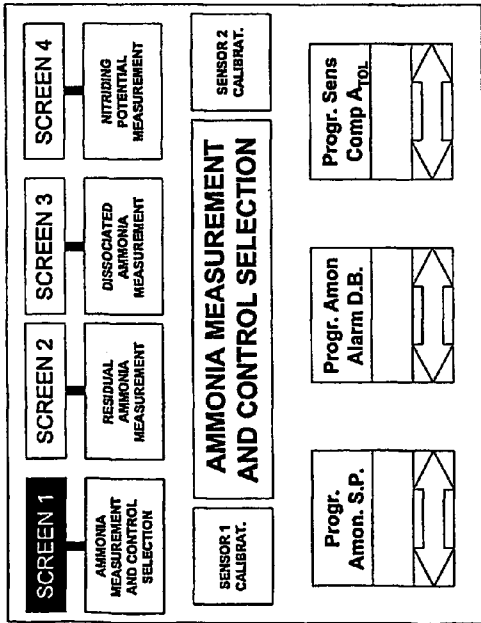 SCREEN 1
SCREEN 2
SCREEN 3
SCREEN 4
AMMONIA
MEASUREMENT
AND CONTROL
SELECTION
RESIDUAL
AMMONIA
MEASUREMENT
DISSOCIATED
AMMONIA
MEASUREMENT
NITRIDING
POTENTIAL
MEASUREMENT
SENSOR 1
CALIBRAT.
AMMONIA MEASUREMENT
AND CONTROL SELECTION
SENSOR 2
CALIBRAT.
Progr.
Amon. S.P.
Progr. Amon
Alarm D.B.
Progr. Sens
Comp ATOL